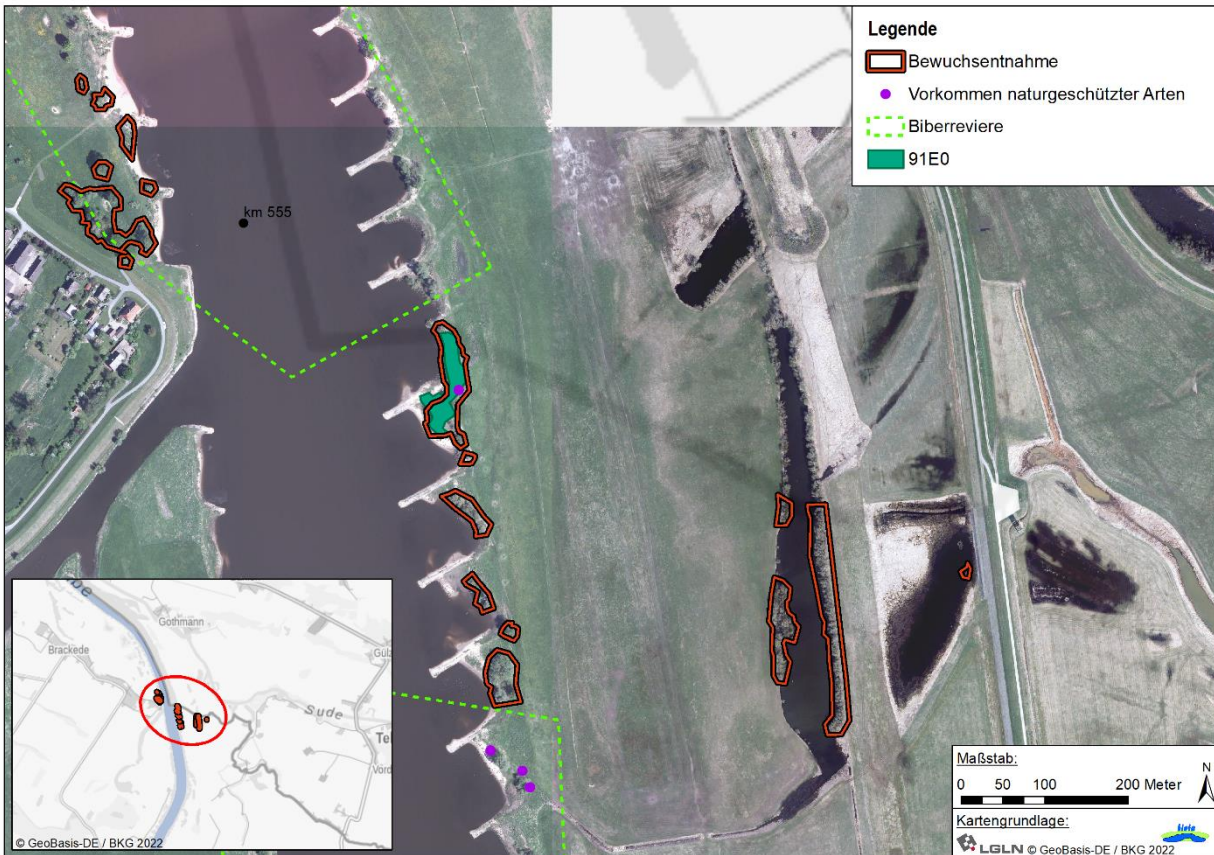 Legende
Bewuchsentnahme
Vorkommen naturgeschützter Arten
Biberreviere
91E0
km 555
Gothmann
Brackede
Sude
© GeoBasis-DE / BKG 2022
Maßstab:
0 50 100 200 Meter
N
Kartengrundlage:
LGLN © GeoBasis-DE / BKG 2022